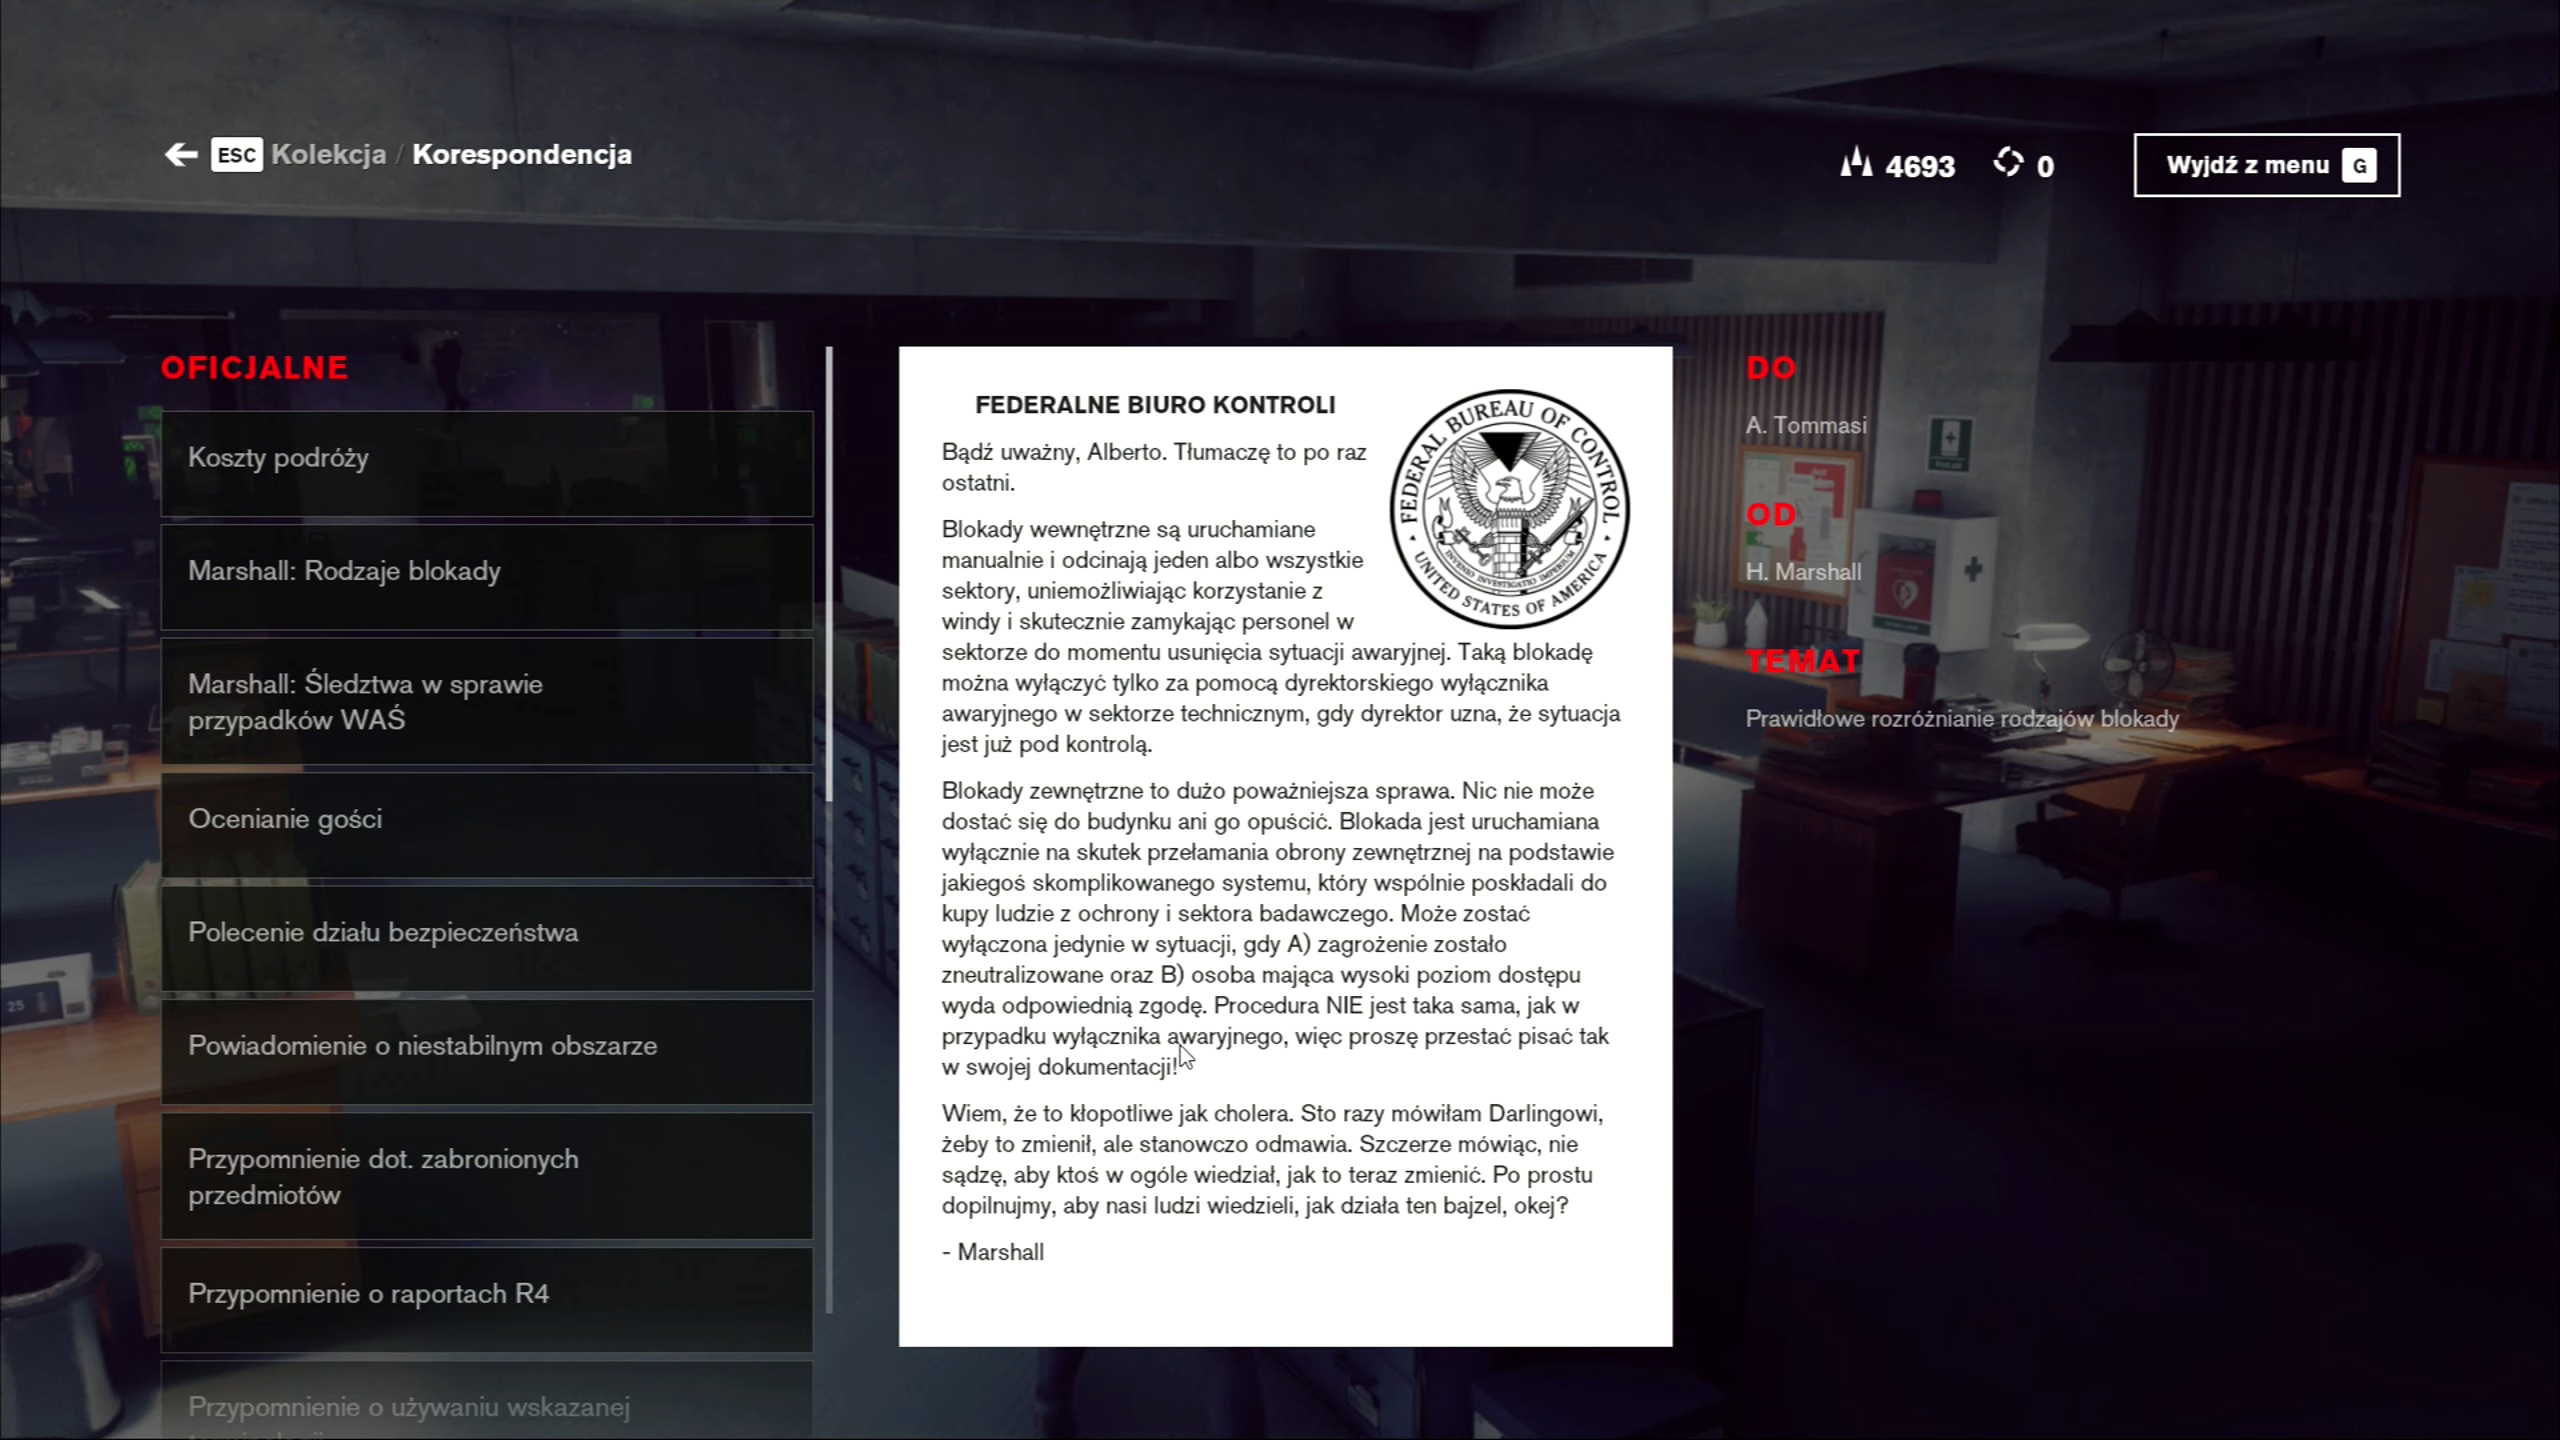 ESC Kolekcja / Korespondencja
4693 0
Wyjdź z menu G
OFICJALNE
Koszty podróży
Marshall: Rodzaje blokady
Marshall: Śledztwa w sprawie
przypadków WAŚ
Ocenianie gości
Polecenie działu bezpieczeństwa
Powiadomienie o niestabilnym obszarze
Przypomnienie dot. zabronionych
przedmiotów
Przypomnienie o raportach R4
Przypomnienie o używaniu wskazanej
FEDERALNE BIURO KONTROLI
FEDERAL BUREAU OF CONTROL
INVENIO INVESTIGATIO IMPERIUM
UNITED STATES OF AMERICA
Bądź uważny, Alberto. Tłumaczę to po raz
ostatni.
Blokady wewnętrzne są uruchamiane
manualnie i odcinają jeden albo wszystkie
sektory, uniemożliwiając korzystanie z
windy i skutecznie zamykając personel w
sektorze do momentu usunięcia sytuacji awaryjnej. Taką blokadę
można wyłączyć tylko za pomocą dyrektorskiego wyłącznika
awaryjnego w sektorze technicznym, gdy dyrektor uzna, że sytuacja
jest już pod kontrolą.
Blokady zewnętrzne to dużo poważniejsza sprawa. Nic nie może
dostać się do budynku ani go opuścić. Blokada jest uruchamiana
wyłącznie na skutek przełamania obrony zewnętrznej na podstawie
jakiegoś skomplikowanego systemu, który wspólnie poskładali do
kupy ludzie z ochrony i sektora badawczego. Może zostać
wyłączona jedynie w sytuacji, gdy A) zagrożenie zostało
zneutralizowane oraz B) osoba mająca wysoki poziom dostępu
wyda odpowiednią zgodę. Procedura NIE jest taka sama, jak w
przypadku wyłącznika awaryjnego, więc proszę przestać pisać tak
w swojej dokumentacji!
Wiem, że to kłopotliwe jak cholera. Sto razy mówiłam Darlingowi,
żeby to zmienił, ale stanowczo odmawia. Szczerze mówiąc, nie
sądzę, aby ktoś w ogóle wiedział, jak to teraz zmienić. Po prostu
dopilnujmy, aby nasi ludzi wiedzieli, jak działa ten bajzel, okej?
- Marshall
DO
A. Tommasi
OD
H. Marshall
TEMAT
Prawidłowe rozróżnianie rodzajów blokady
25